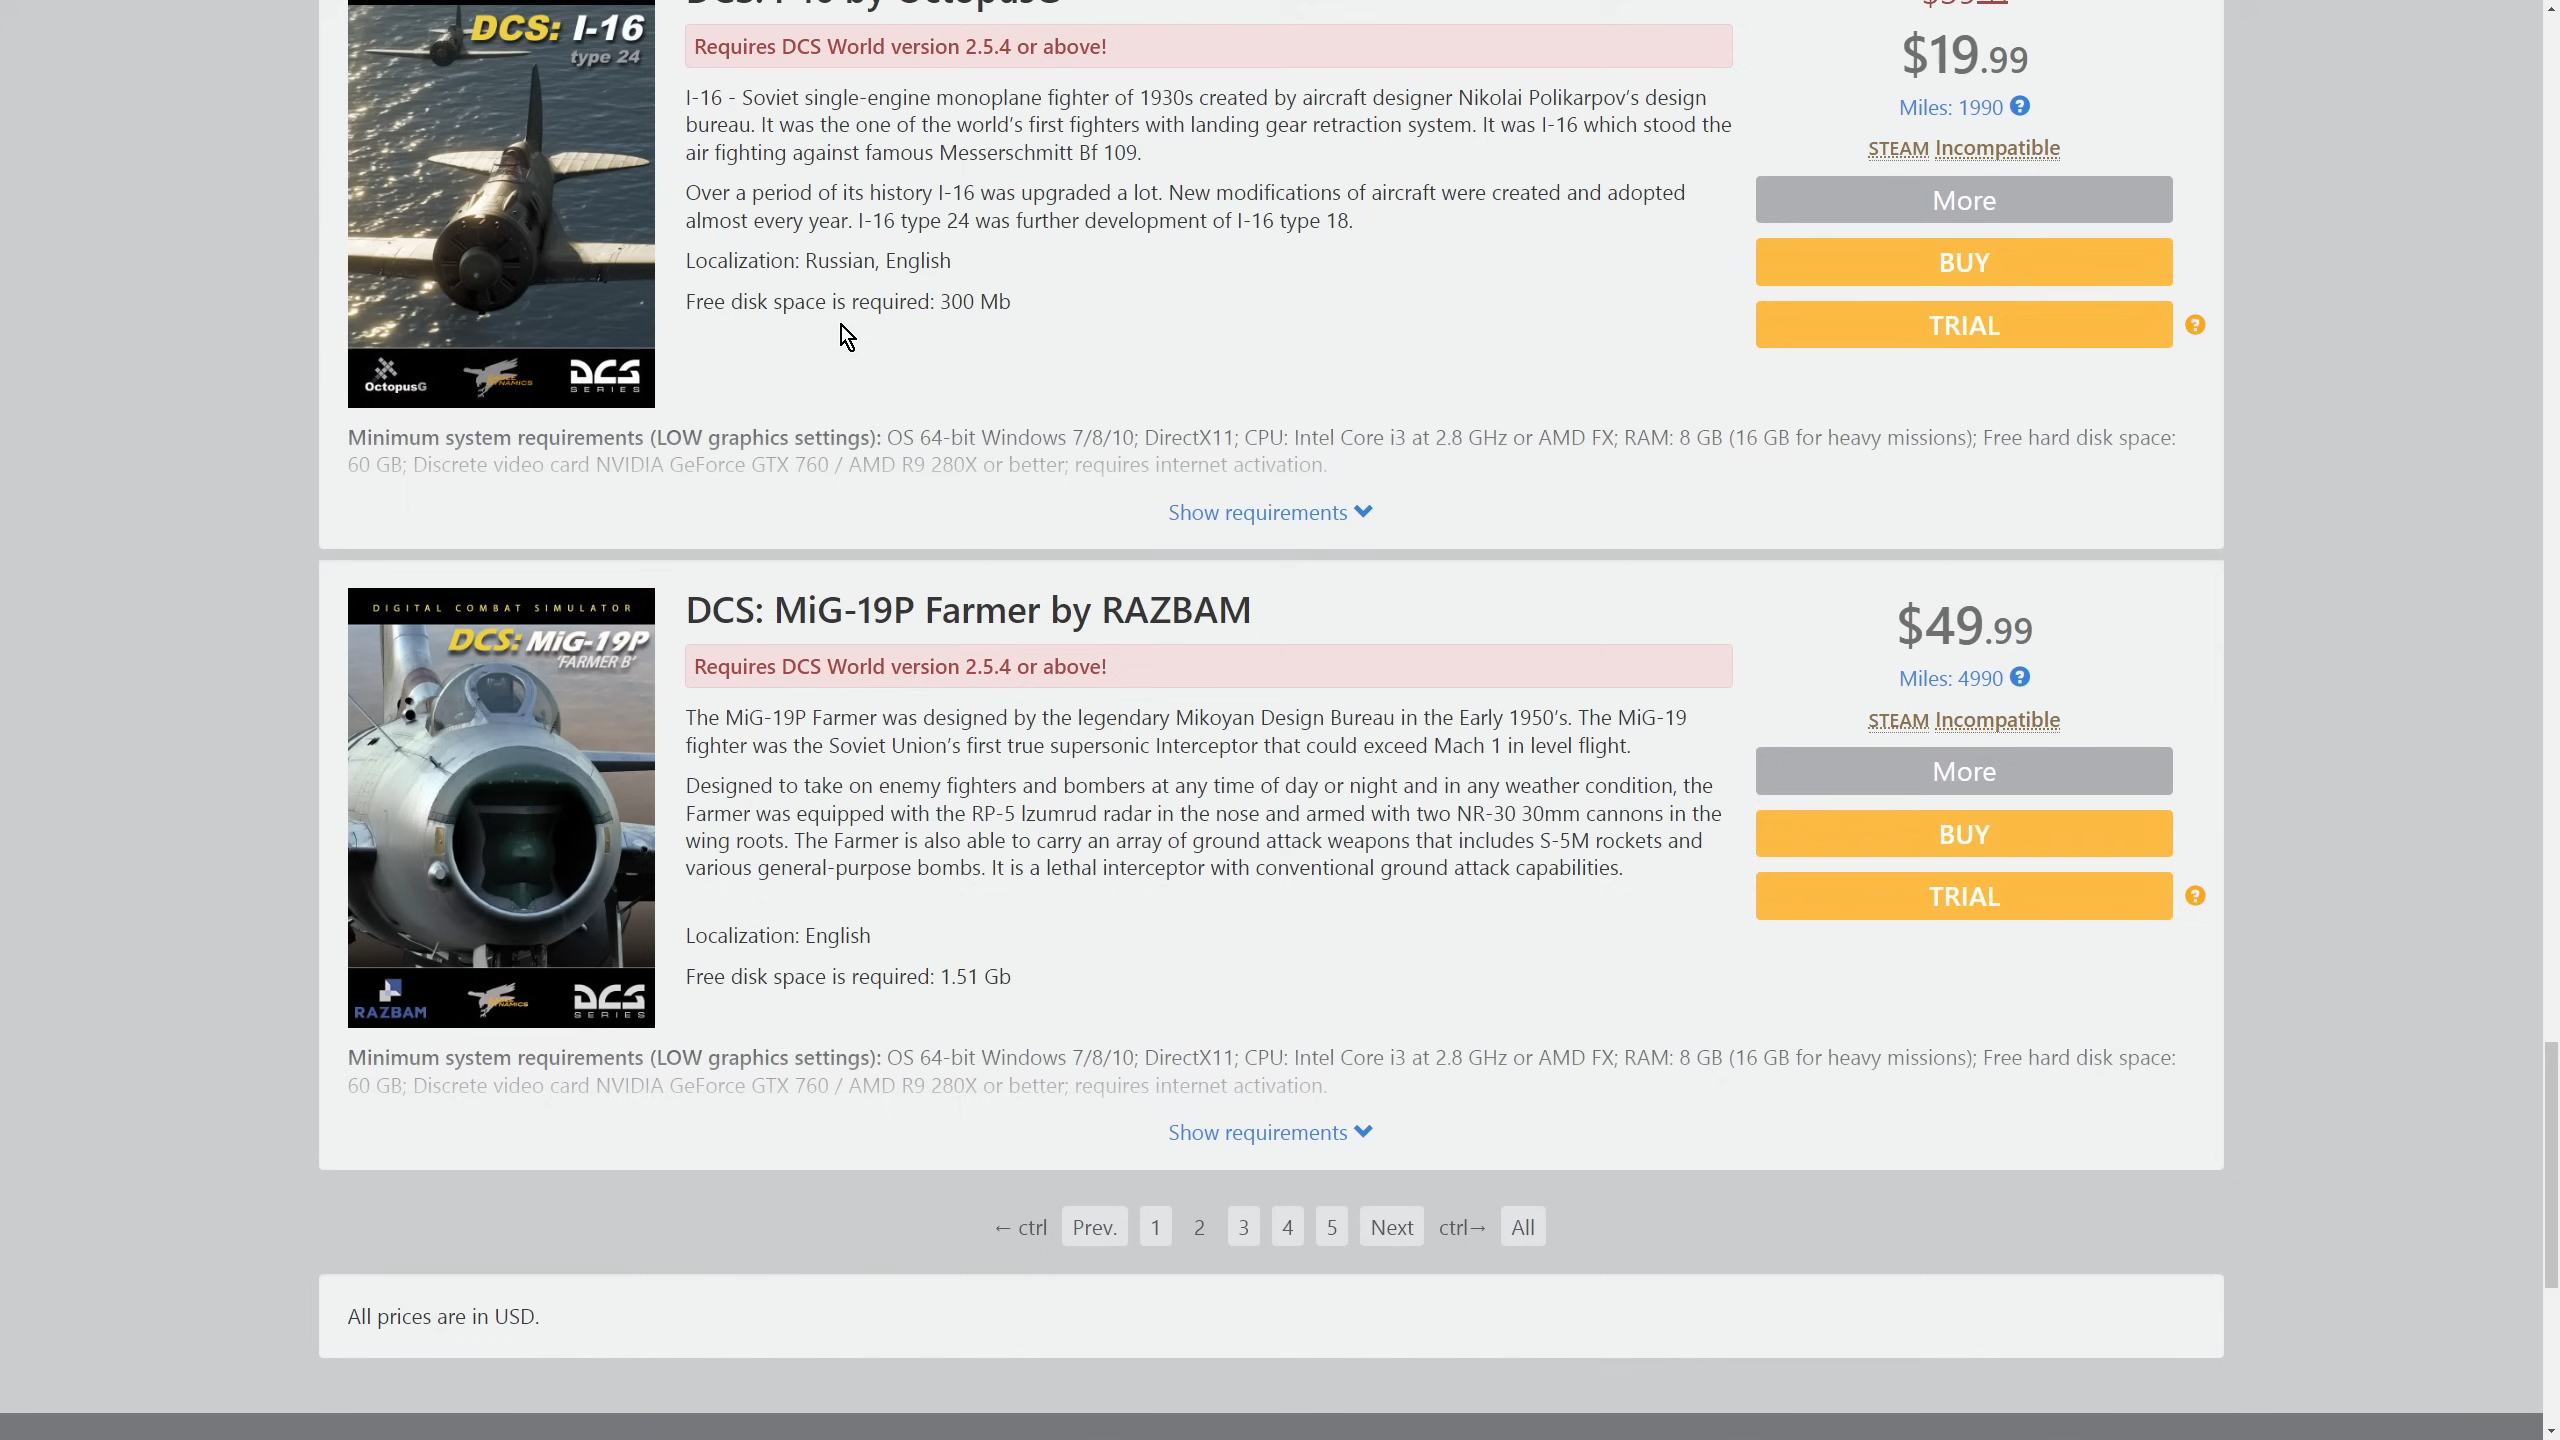 DCS: I-16 by OctopusG
DCS: I-16
type 24
Requires DCS World version 2.5.4 or above!
I-16 - Soviet single-engine monoplane fighter of 1930s created by aircraft designer Nikolai Polikarpov's design
bureau. It was the one of the world's first fighters with landing gear retraction system. It was I-16 which stood the
air fighting against famous Messerschmitt Bf 109.
Over a period of its history I-16 was upgraded a lot. New modifications of aircraft were created and adopted
almost every year. I-16 type 24 was further development of I-16 type 18.
Localization: Russian, English
Free disk space is required: 300 Mb
OctopusG
DCS
SERIES
$19.99
Miles: 1990
STEAM Incompatible
More
BUY
TRIAL
Minimum system requirements (LOW graphics settings): OS 64-bit Windows 7/8/10; DirectX11; CPU: Intel Core i3 at 2.8 GHz or AMD FX; RAM: 8 GB (16 GB for heavy missions); Free hard disk space:
60 GB; Discrete video card NVIDIA GeForce GTX 760 / AMD R9 280X or better; requires internet activation.
Show requirements
DIGITAL COMBAT SIMULATOR
DCS: MiG-19P
'FARMER B'
RAZBAM
DCS
SERIES
DCS: MiG-19P Farmer by RAZBAM
Requires DCS World version 2.5.4 or above!
The MiG-19P Farmer was designed by the legendary Mikoyan Design Bureau in the Early 1950's. The MiG-19
fighter was the Soviet Union's first true supersonic Interceptor that could exceed Mach 1 in level flight.
Designed to take on enemy fighters and bombers at any time of day or night and in any weather condition, the
Farmer was equipped with the RP-5 Izumrud radar in the nose and armed with two NR-30 30mm cannons in the
wing roots. The Farmer is also able to carry an array of ground attack weapons that includes S-5M rockets and
various general-purpose bombs. It is a lethal interceptor with conventional ground attack capabilities.
Localization: English
Free disk space is required: 1.51 Gb
$49.99
Miles: 4990
STEAM Incompatible
More
BUY
TRIAL
Minimum system requirements (LOW graphics settings): OS 64-bit Windows 7/8/10; DirectX11; CPU: Intel Core i3 at 2.8 GHz or AMD FX; RAM: 8 GB (16 GB for heavy missions); Free hard disk space:
60 GB; Discrete video card NVIDIA GeForce GTX 760 / AMD R9 280X or better; requires internet activation.
Show requirements
← ctrl Prev. 1 2 3 4 5 Next ctrl→ All
All prices are in USD.